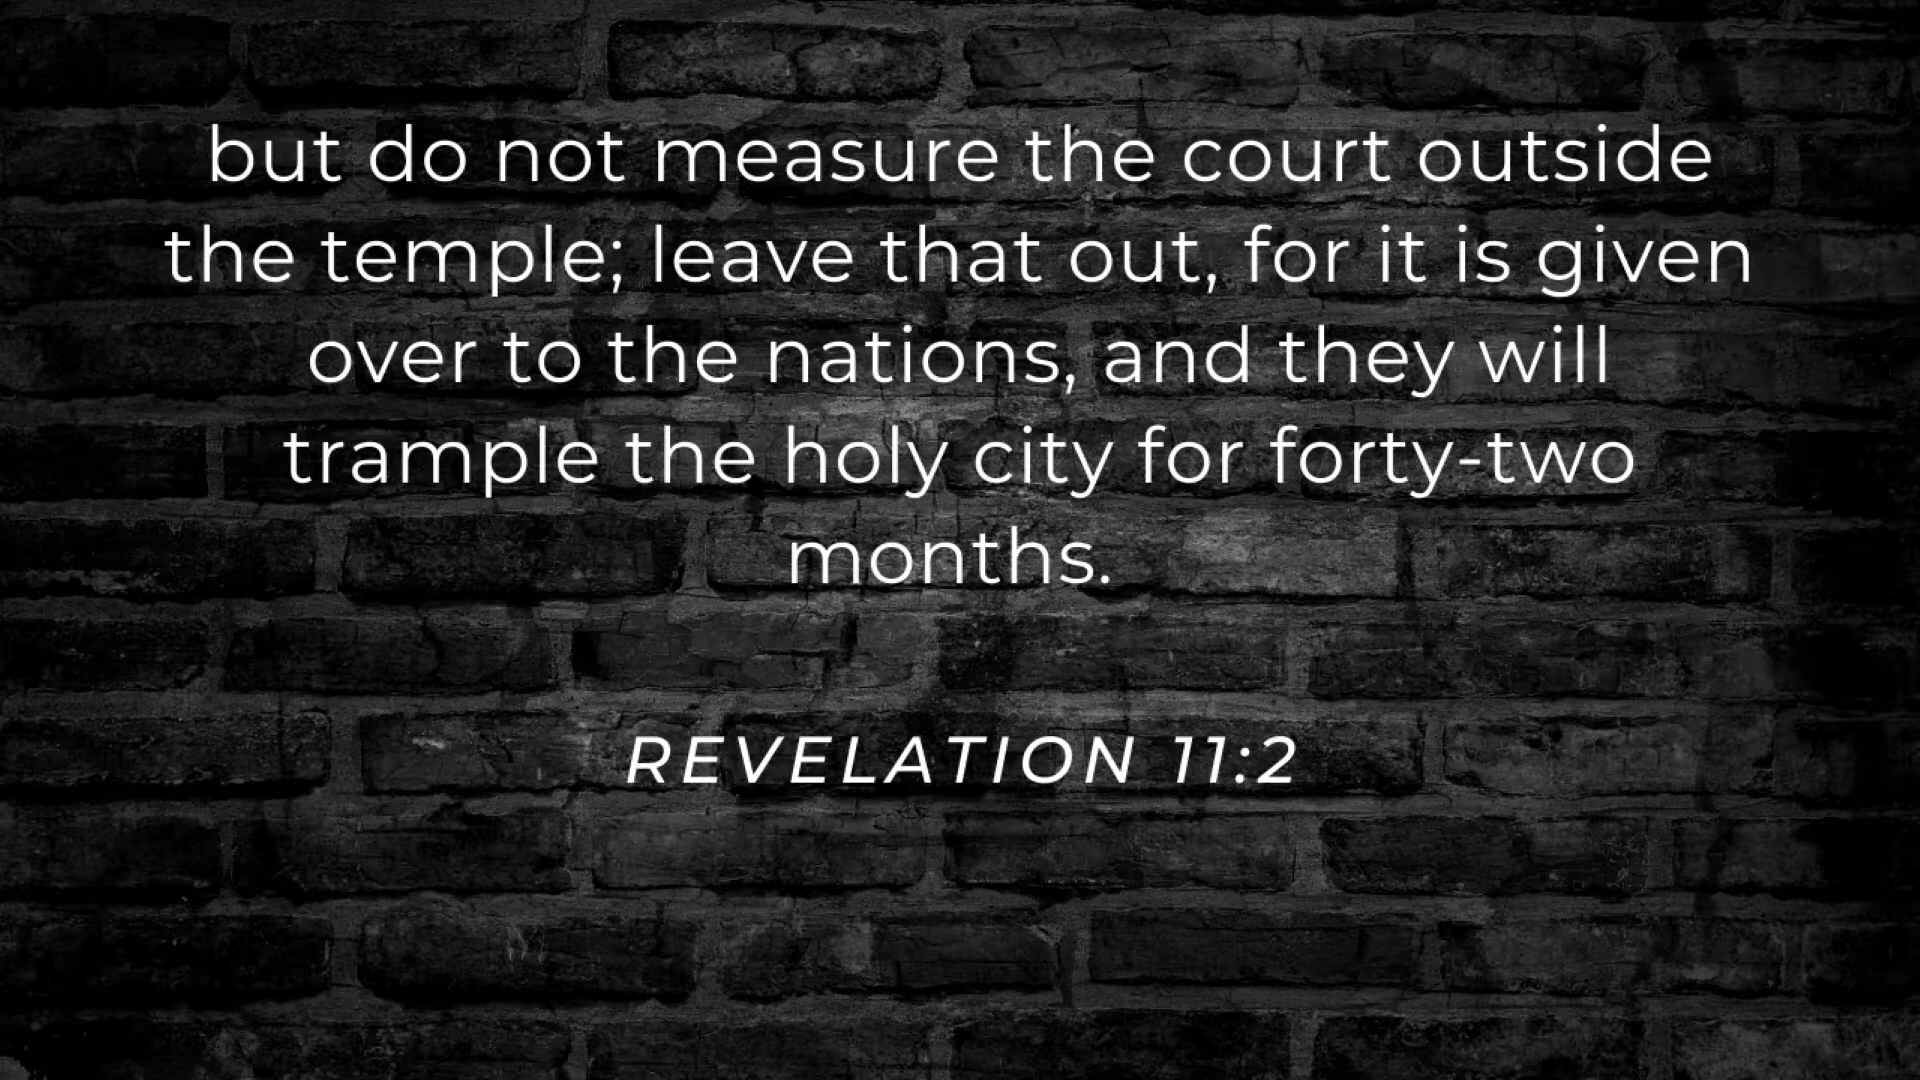 but do not measure the court outside
the temple; leave that out, for it is given
over to the nations, and they will
trample the holy city for forty-two
months.
REVELATION 11:2